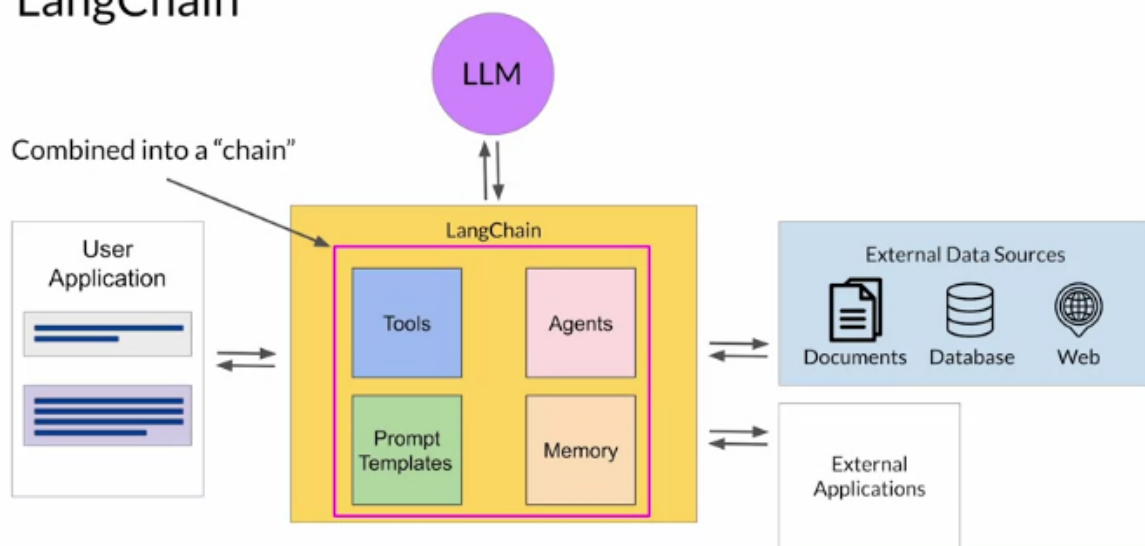 LangChain
LLM
Combined into a “chain”
User
Application
LangChain
Tools
Agents
Prompt
Templates
Memory
External Data Sources
Documents
Database
Web
External
Applications